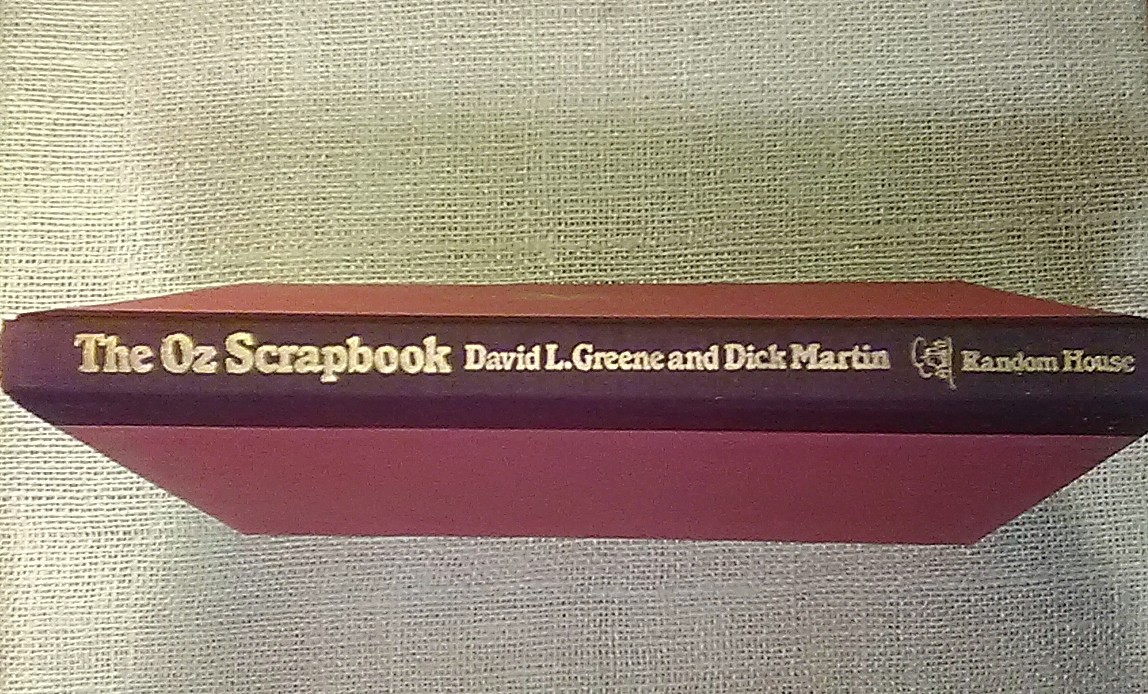 The Oz Scrapbook David L. Greene and Dick Martin Random House